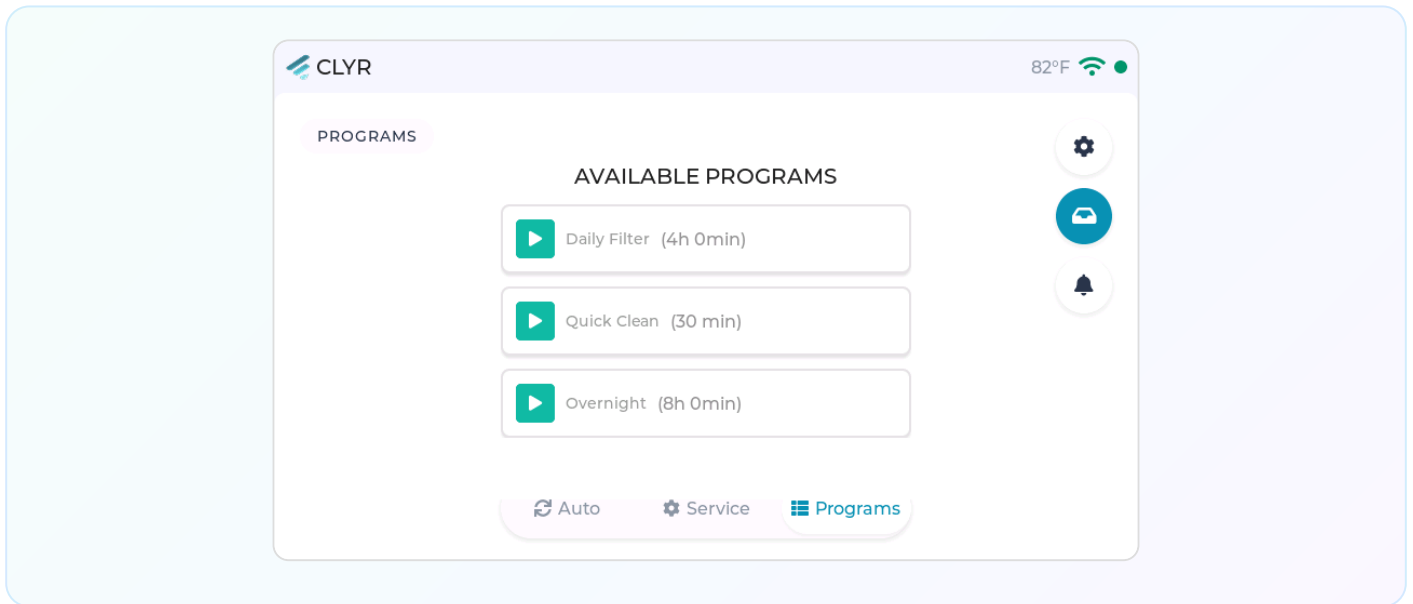 CLYR
82°F
PROGRAMS
AVAILABLE PROGRAMS
Daily Filter (4h 0min)
Quick Clean (30 min)
Overnight (8h 0min)
Auto Service Programs